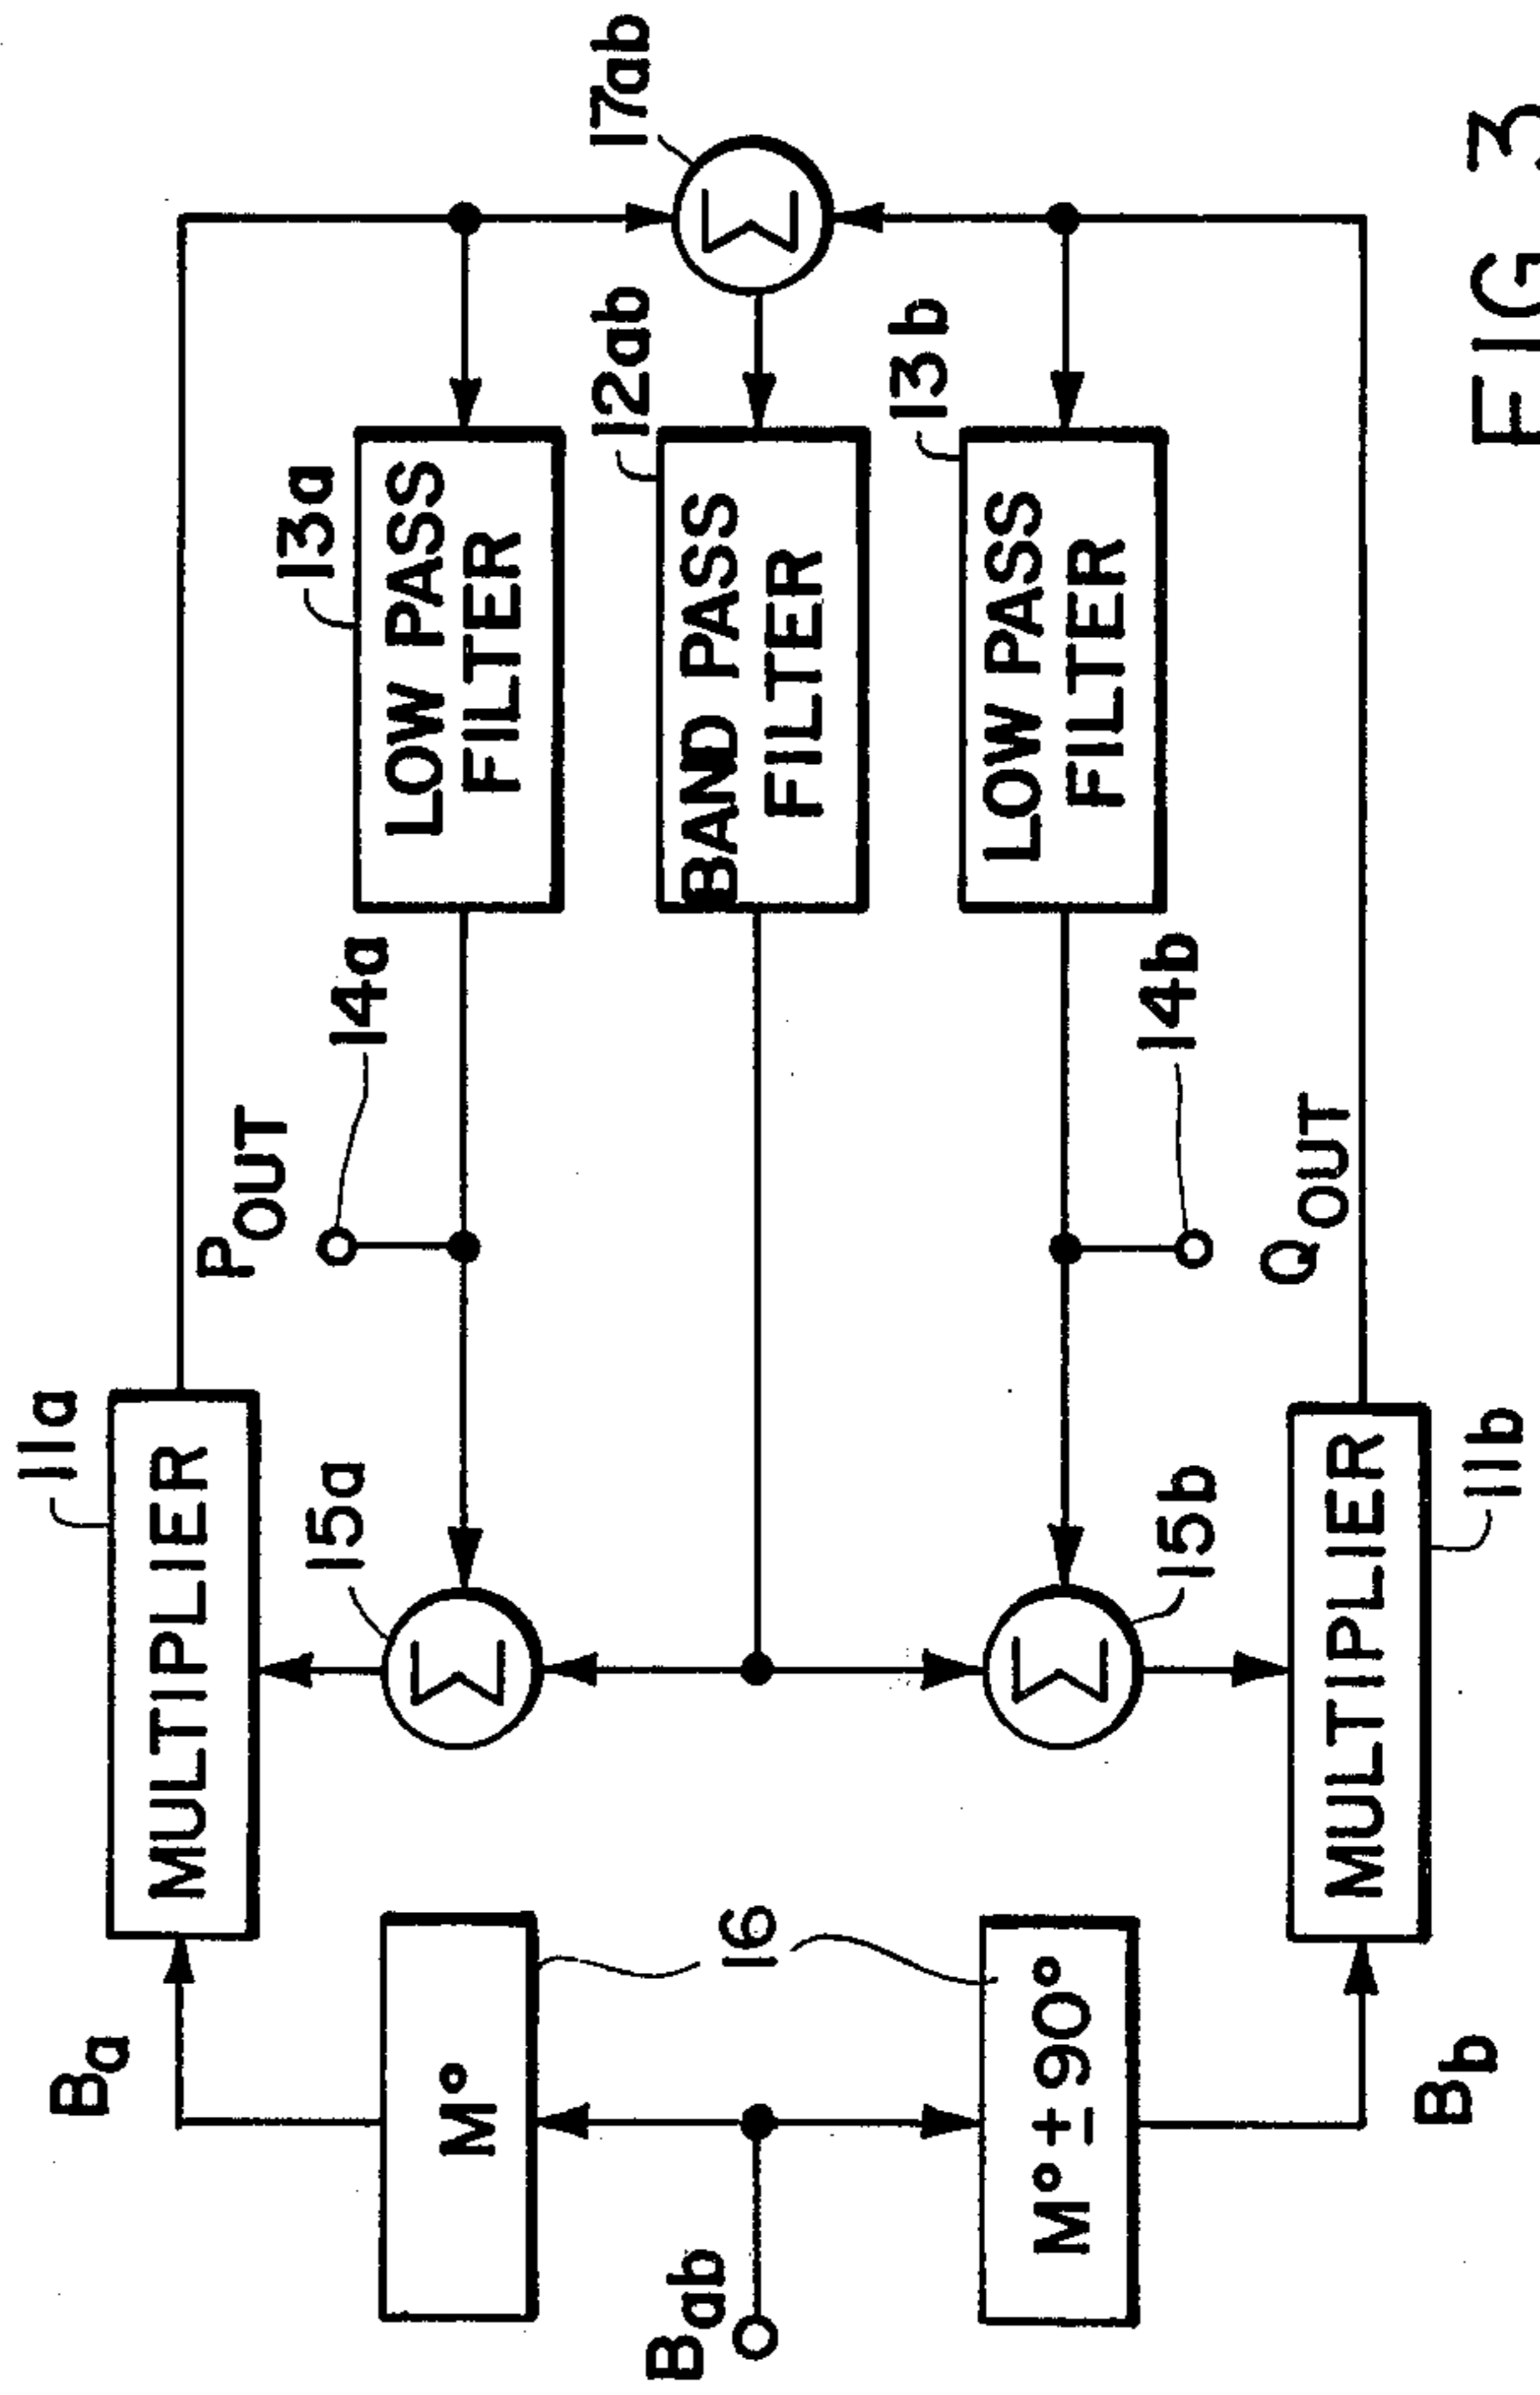 11a
MULTIPLIER
Ba
POUT
13a
LOW PASS
FILTER
14a
15a
M°
16
17ab
12ab
BAND PASS
FILTER
Bab
13b
LOW PASS
FILTER
14b
15b
M°±90°
QOUT
MULTIPLIER
11b
Bb
FIG 3